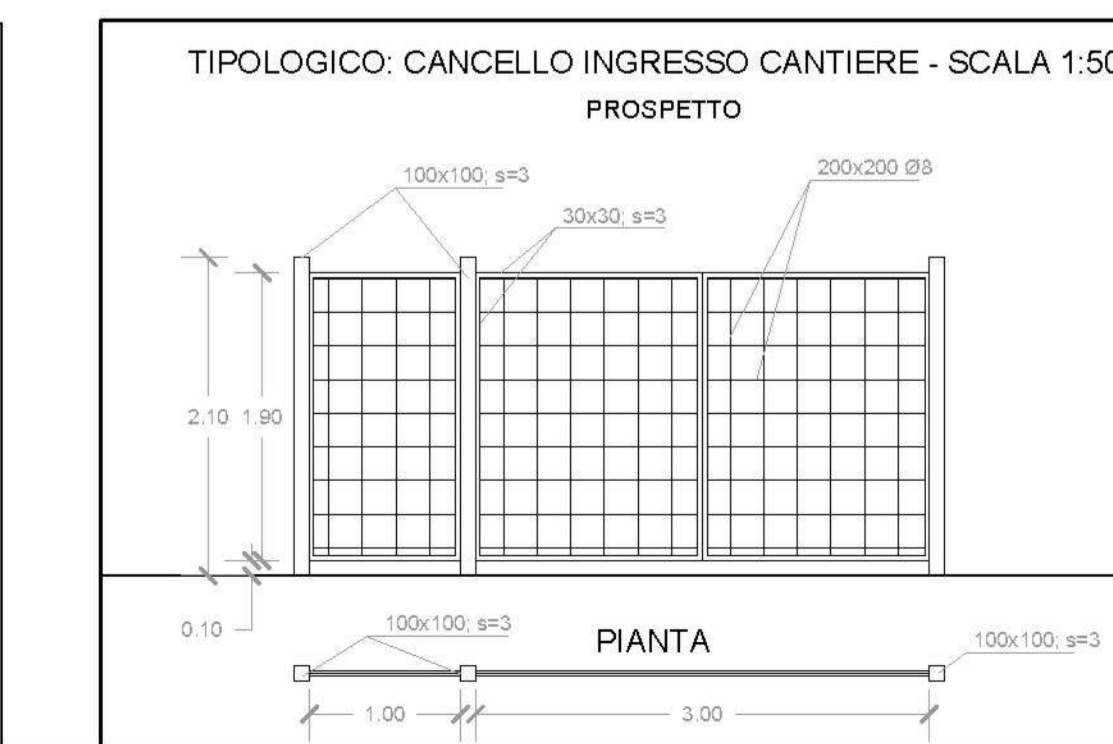 TIPOLOGICO: CANCELLO INGRESSO CANTIERE - SCALA 1:50
PROSPETTO
100x100; s=3
200x200 Ø8
30x30; s=3
2.10
1.90
0.10
100x100; s=3
PIANTA
100x100; s=3
1.00
3.00